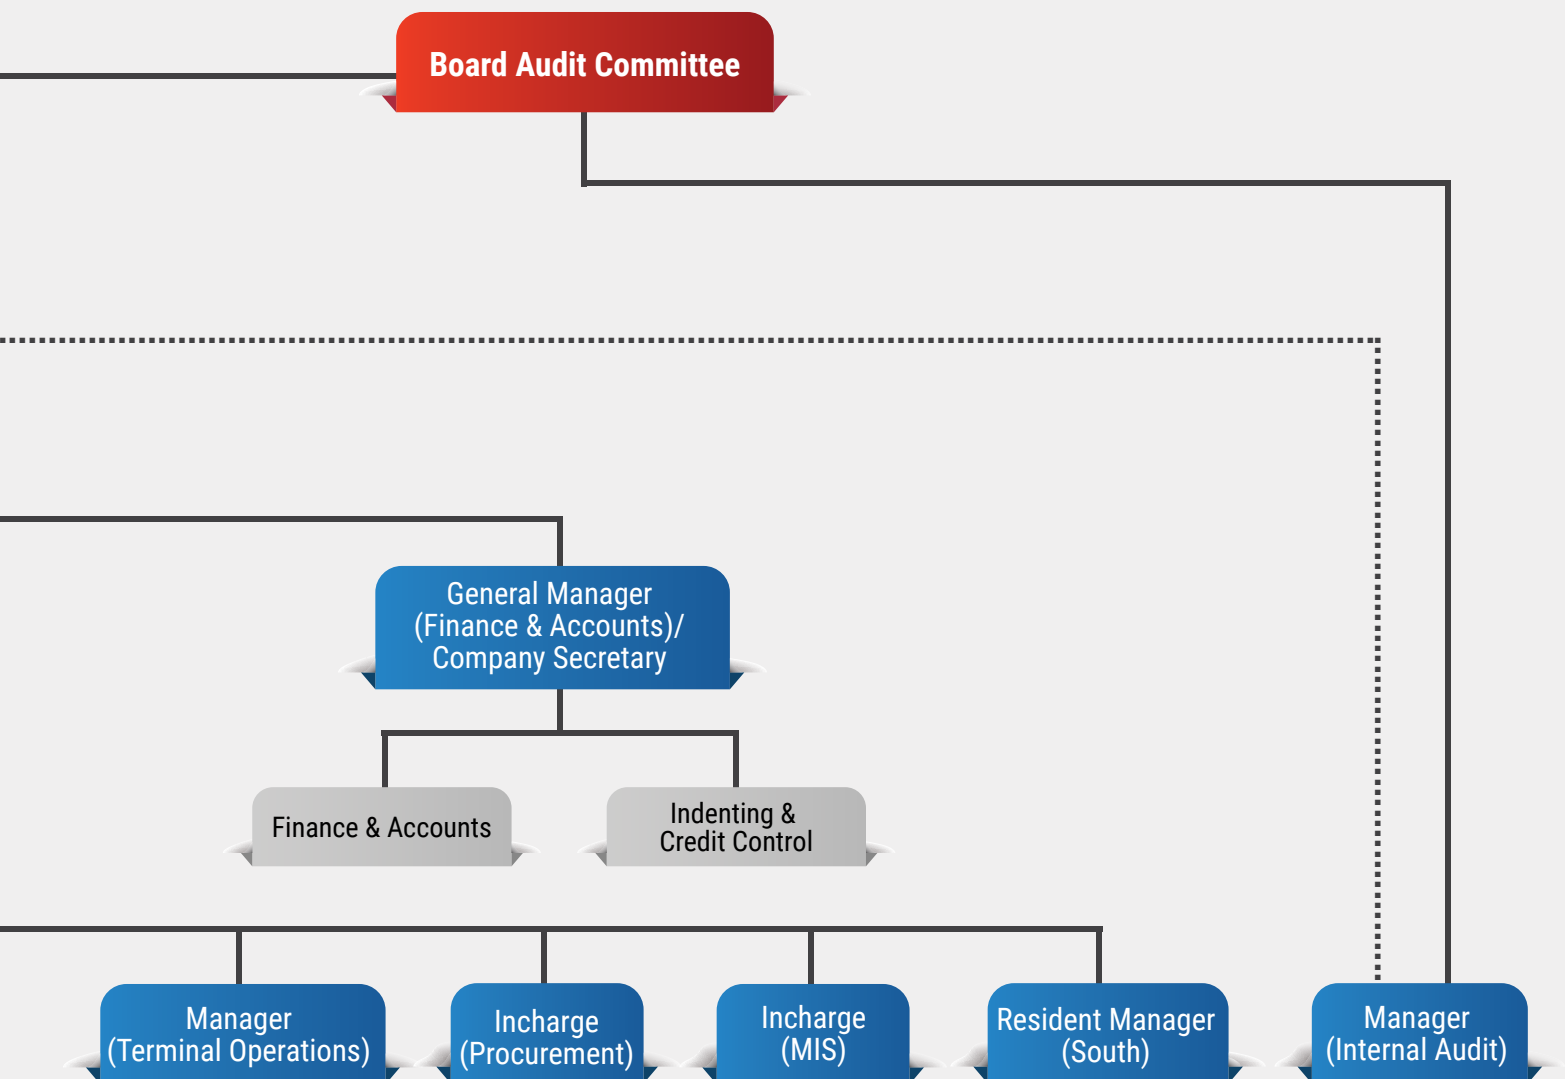 Board Audit Committee
General Manager
(Finance & Accounts)/
Company Secretary
Finance & Accounts
Indenting &
Credit Control
Manager
(Terminal Operations)
Incharge
(Procurement)
Incharge
(MIS)
Resident Manager
(South)
Manager
(Internal Audit)